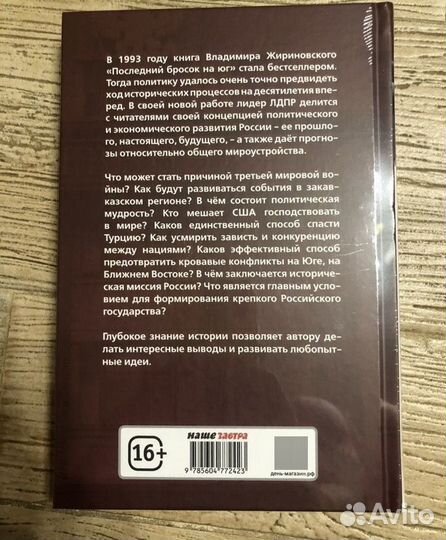 В 1993 году книга Владимира Жириновского
«Последний бросок на юг» стала бестселлером.
Тогда политику удалось очень точно предвидеть
ход исторических процессов на десятилетия впе-
ред. В своей новой работе лидер ЛДПР делится
с читателями своей концепцией политического
и экономического развития России – ее прошло-
го, настоящего, будущего, – а также даёт прогно-
зы относительно общего мироустройства.
Что может стать причиной третьей мировой вой-
ны? Как будут развиваться события в закав-
казском регионе? В чём состоит политическая
мудрость? Кто мешает США господствовать
в мире? Каков единственный способ спасти
Турцию? Как усмирить зависть и конкуренцию
между нациями? Каков эффективный способ
предотвратить кровавые конфликты на Юге, на
Ближнем Востоке? В чём заключается историче-
ская миссия России? Что является главным усло-
вием для формирования крепкого Российского
государства?
Глубокое знание истории позволяет автору де-
лать интересные выводы и развивать любопыт-
ные идеи.
16+
наше завтра
9 785604 772423
день-магазин.рф
Avito